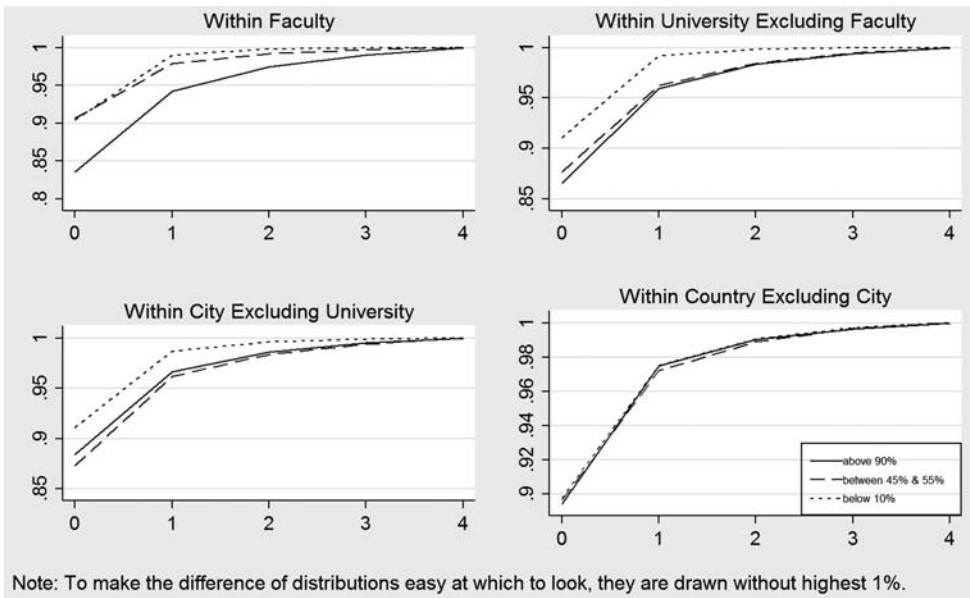 Within Faculty
1
.95
.9
.85
.8
0 1 2 3 4
Within University Excluding Faculty
1
.95
.9
.85
0 1 2 3 4
Within City Excluding University
1
.95
.9
.85
0 1 2 3 4
Within Country Excluding City
1
.98
.96
.94
.92
.9
0 1 2 3 4
above 90%
between 45% & 55%
below 10%
Note: To make the difference of distributions easy at which to look, they are drawn without highest 1%.